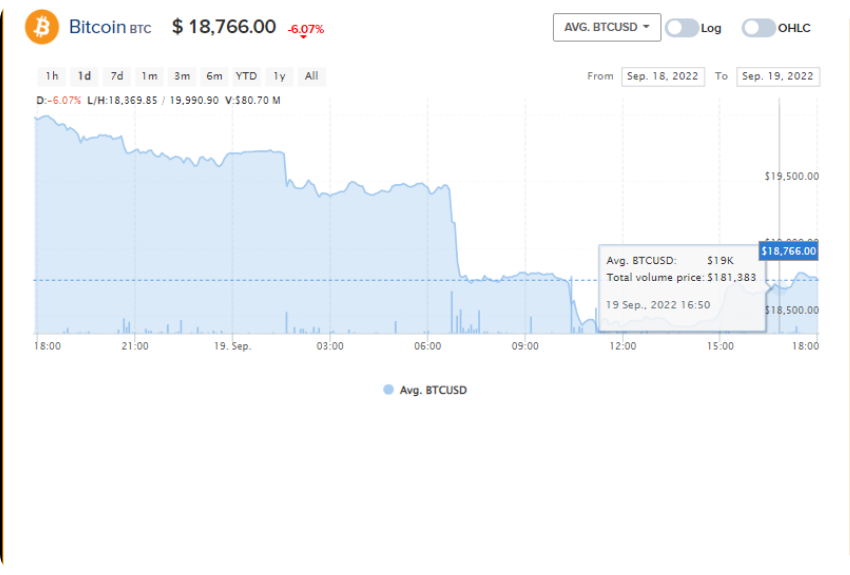 Bitcoin BTC $ 18,766.00 -6.07% AVG. BTCUSD Log OHLC
1h 1d 7d 1m 3m 6m YTD 1y All From Sep. 18, 2022 To Sep. 19, 2022
D:-6.07% L/H:18,369.85 / 19,990.90 V:$80.70 M
$19,500.00
$18,766.00
Avg. BTCUSD: $19K
Total volume price: $181,383
19 Sep., 2022 16:50
$18,500.00
18:00 21:00 19. Sep. 03:00 06:00 09:00 12:00 15:00 18:00
Avg. BTCUSD